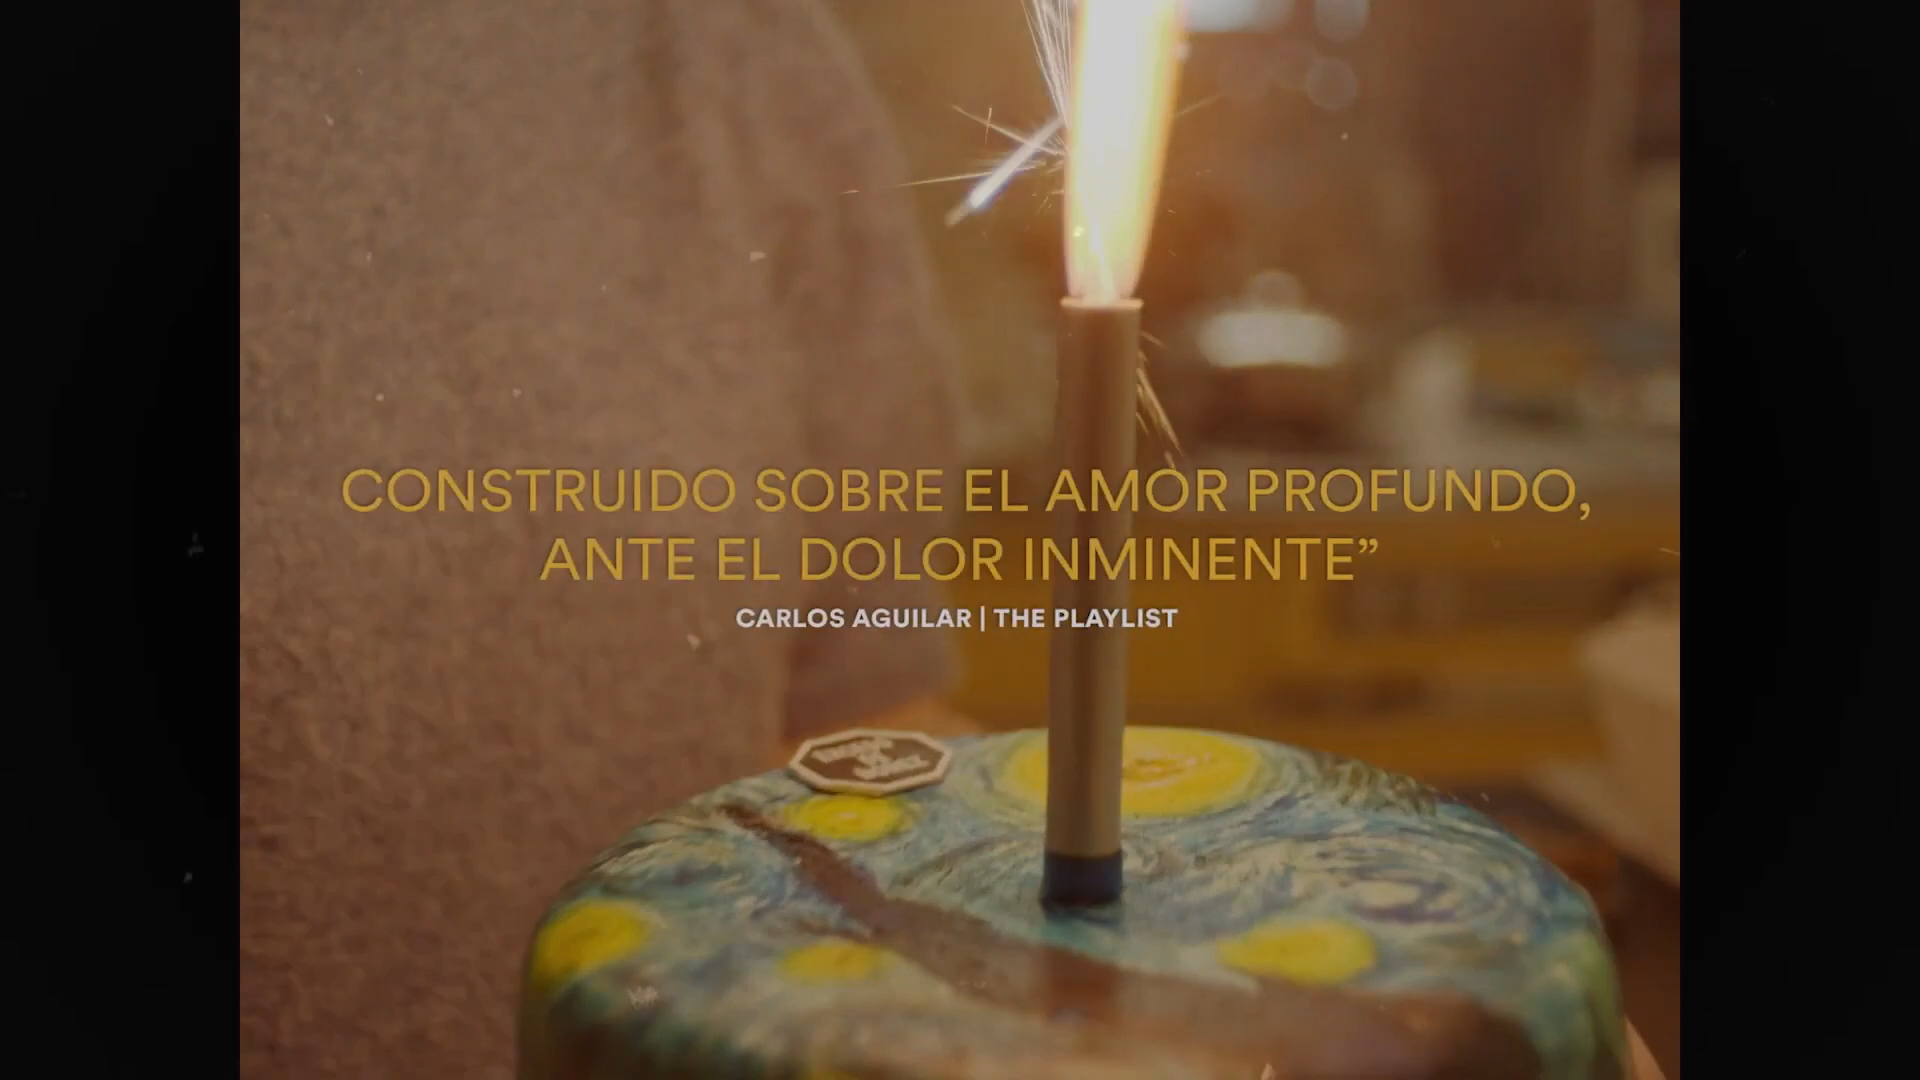 CONSTRUIDO SOBRE EL AMOR PROFUNDO,
ANTE EL DOLOR INMINENTE”
CARLOS AGUILAR | THE PLAYLIST